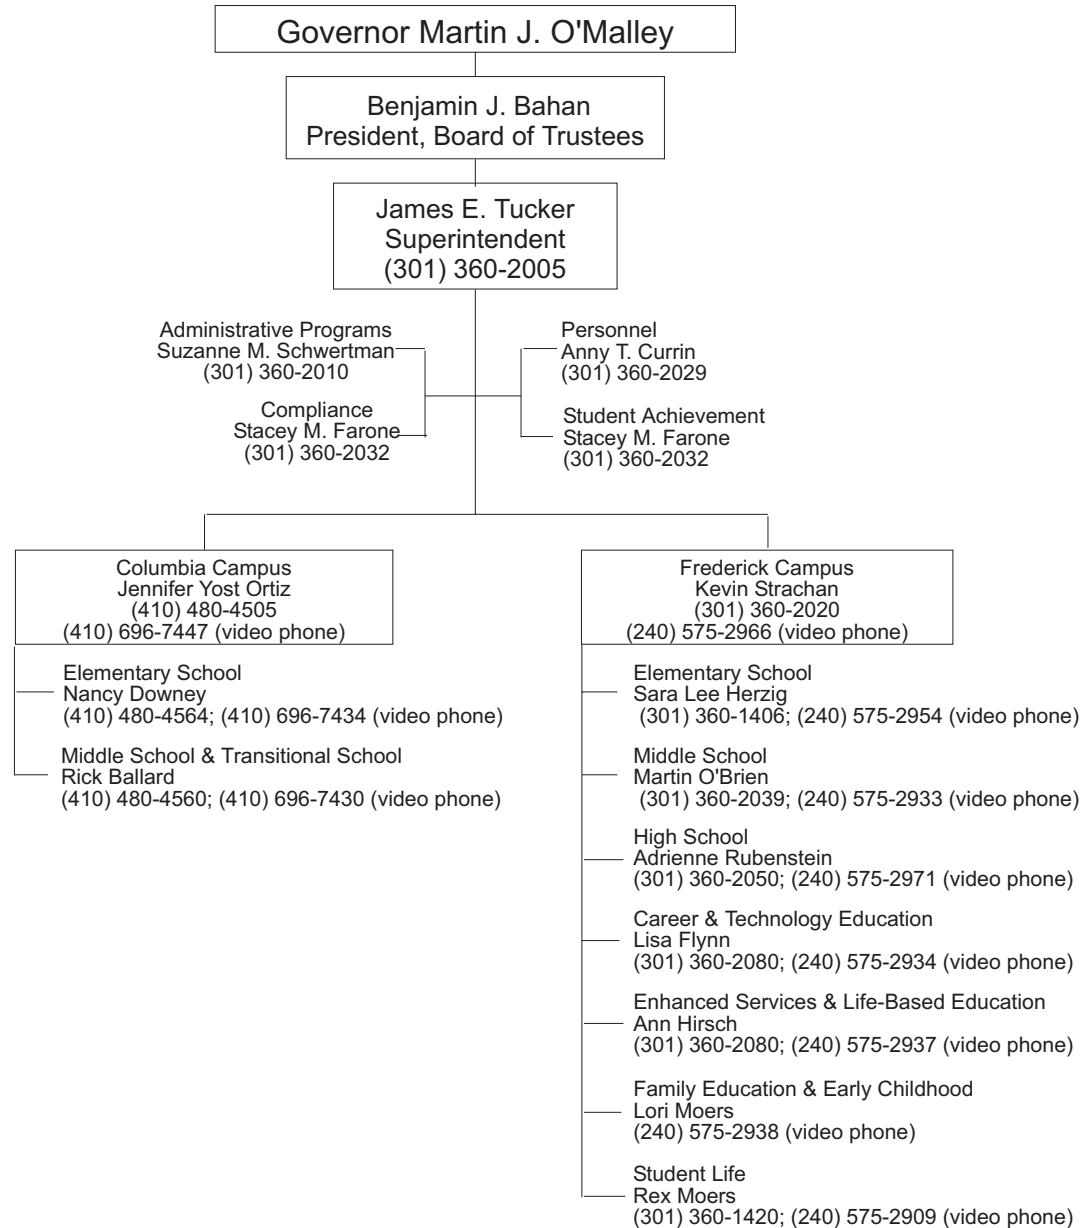 Governor Martin J. O'Malley
Benjamin J. Bahan
President, Board of Trustees
James E. Tucker
Superintendent
(301) 360-2005
Administrative Programs
Suzanne M. Schwertman
(301) 360-2010
Personnel
Anny T. Currin
(301) 360-2029
Compliance
Stacey M. Farone
(301) 360-2032
Student Achievement
Stacey M. Farone
(301) 360-2032
Columbia Campus
Jennifer Yost Ortiz
(410) 480-4505
(410) 696-7447 (video phone)
Elementary School
Nancy Downey
(410) 480-4564; (410) 696-7434 (video phone)
Middle School & Transitional School
Rick Ballard
(410) 480-4560; (410) 696-7430 (video phone)
Frederick Campus
Kevin Strachan
(301) 360-2020
(240) 575-2966 (video phone)
Elementary School
Sara Lee Herzig
(301) 360-1406; (240) 575-2954 (video phone)
Middle School
Martin O'Brien
(301) 360-2039; (240) 575-2933 (video phone)
High School
Adrienne Rubenstein
(301) 360-2050; (240) 575-2971 (video phone)
Career & Technology Education
Lisa Flynn
(301) 360-2080; (240) 575-2934 (video phone)
Enhanced Services & Life-Based Education
Ann Hirsch
(301) 360-2080; (240) 575-2937 (video phone)
Family Education & Early Childhood
Lori Moers
(240) 575-2938 (video phone)
Student Life
Rex Moers
(301) 360-1420; (240) 575-2909 (video phone)